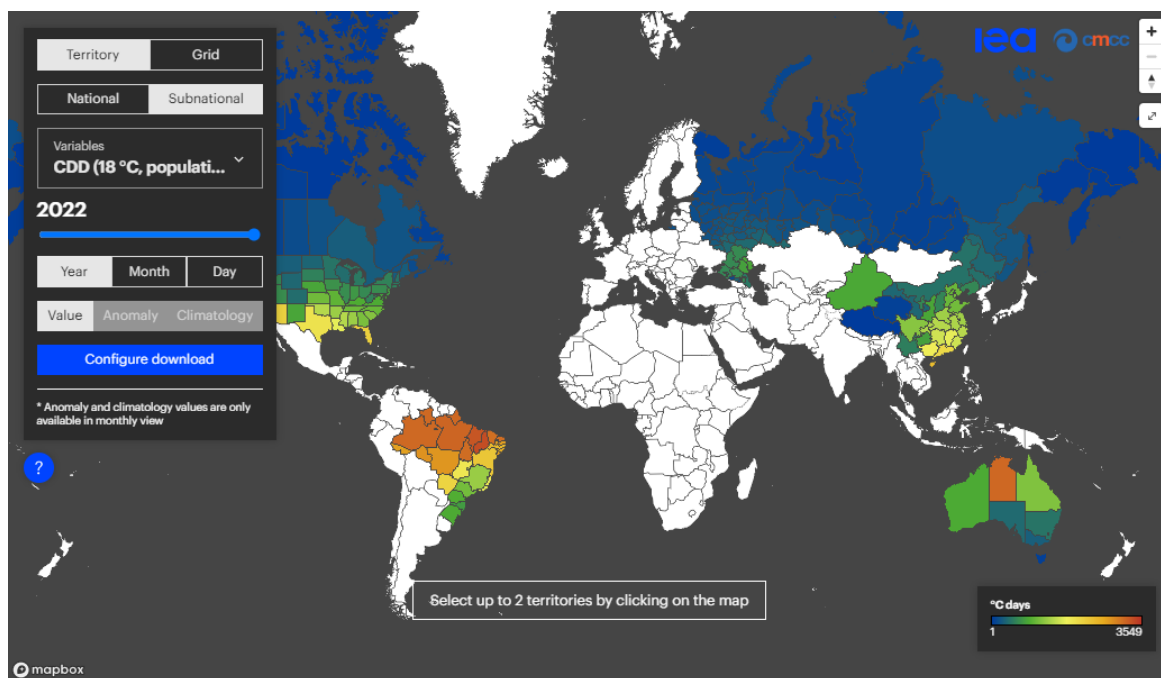 Territory Grid
National Subnational
Variables
CDD (18 °C, populati...
2022
Year Month Day
Value Anomaly Climatology
Configure download
* Anomaly and climatology values are only
available in monthly view
?
iea cmcc
+
−
Select up to 2 territories by clicking on the map
°C days
1 3549
mapbox